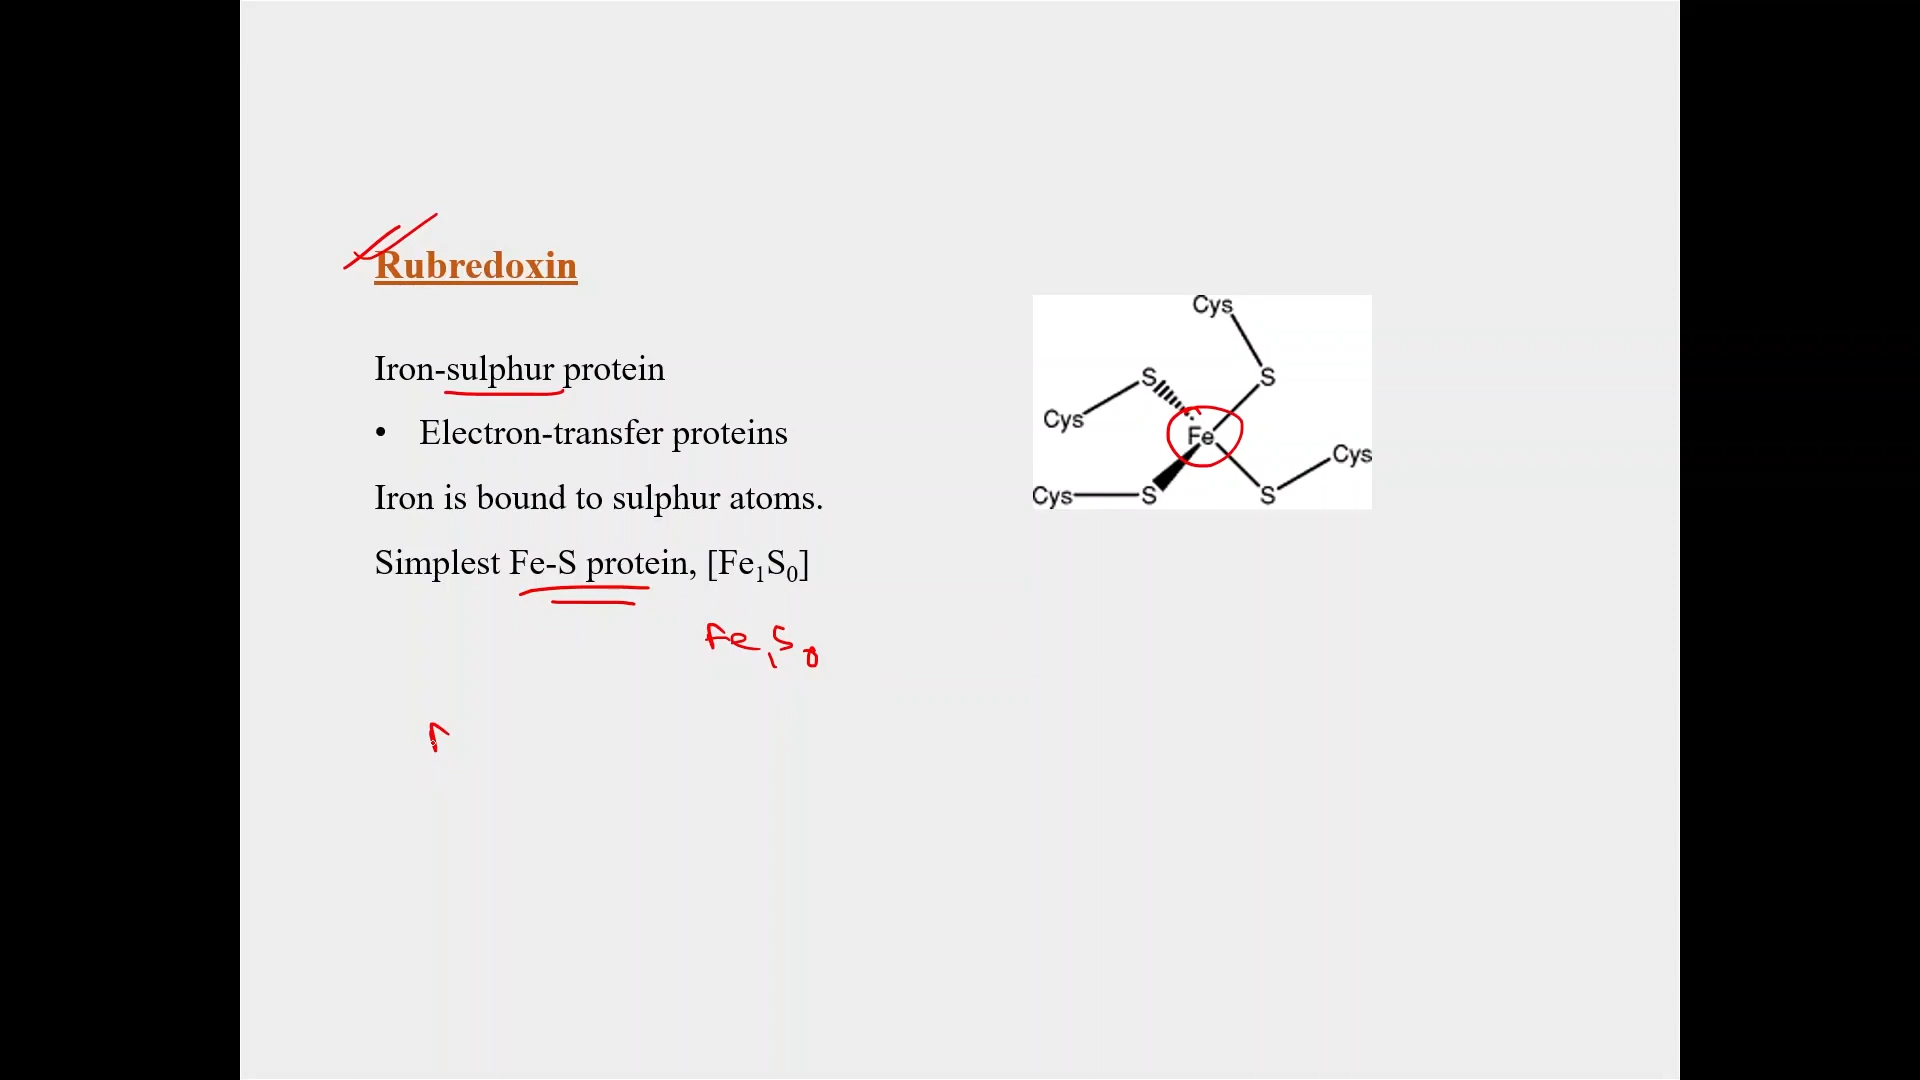 Rubredoxin
Iron-sulphur protein
• Electron-transfer proteins
Iron is bound to sulphur atoms.
Simplest Fe-S protein, [Fe₁S₀]
Fe₁S₀
Cys
S
S
Cys
Fe
Cys
Cys
S
S